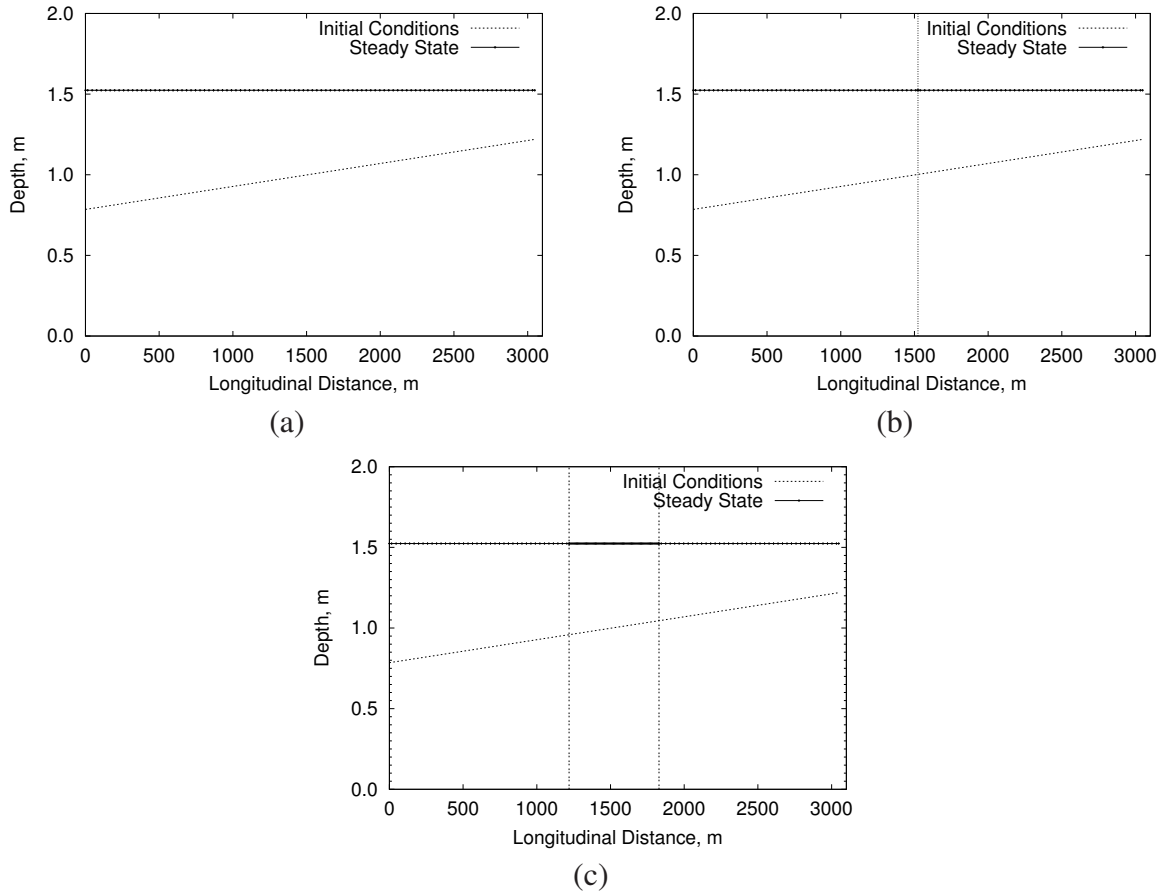 2.0
1.5
1.0
0.5
0.0
Depth, m
Initial Conditions
Steady State
0 500 1000 1500 2000 2500 3000
Longitudinal Distance, m
(a)
2.0
1.5
1.0
0.5
0.0
Depth, m
Initial Conditions
Steady State
0 500 1000 1500 2000 2500 3000
Longitudinal Distance, m
(b)
2.0
1.5
1.0
0.5
0.0
Depth, m
Initial Conditions
Steady State
0 500 1000 1500 2000 2500 3000
Longitudinal Distance, m
(c)